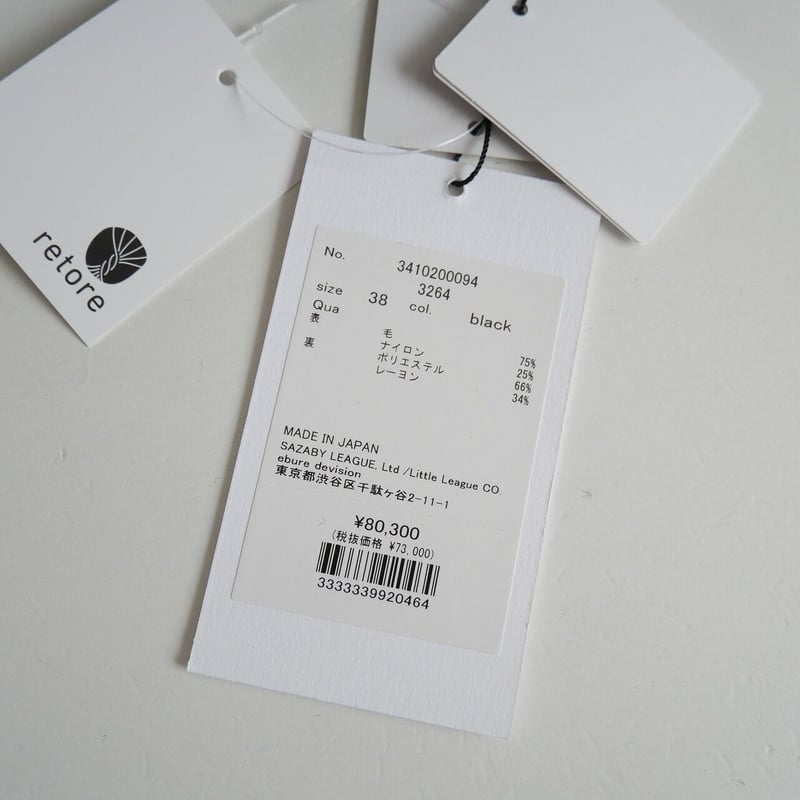 retore
No. 3410200094
3264
size 38 col. black
Qua
表 毛 75%
ナイロン 25%
裏 ポリエステル 66%
レーヨン 34%
MADE IN JAPAN
SAZABY LEAGUE, Ltd /Little League CO
ebure devision
東京都渋谷区千駄ヶ谷2-11-1
¥80,300
(税抜価格 ¥73,000)
3333339920464